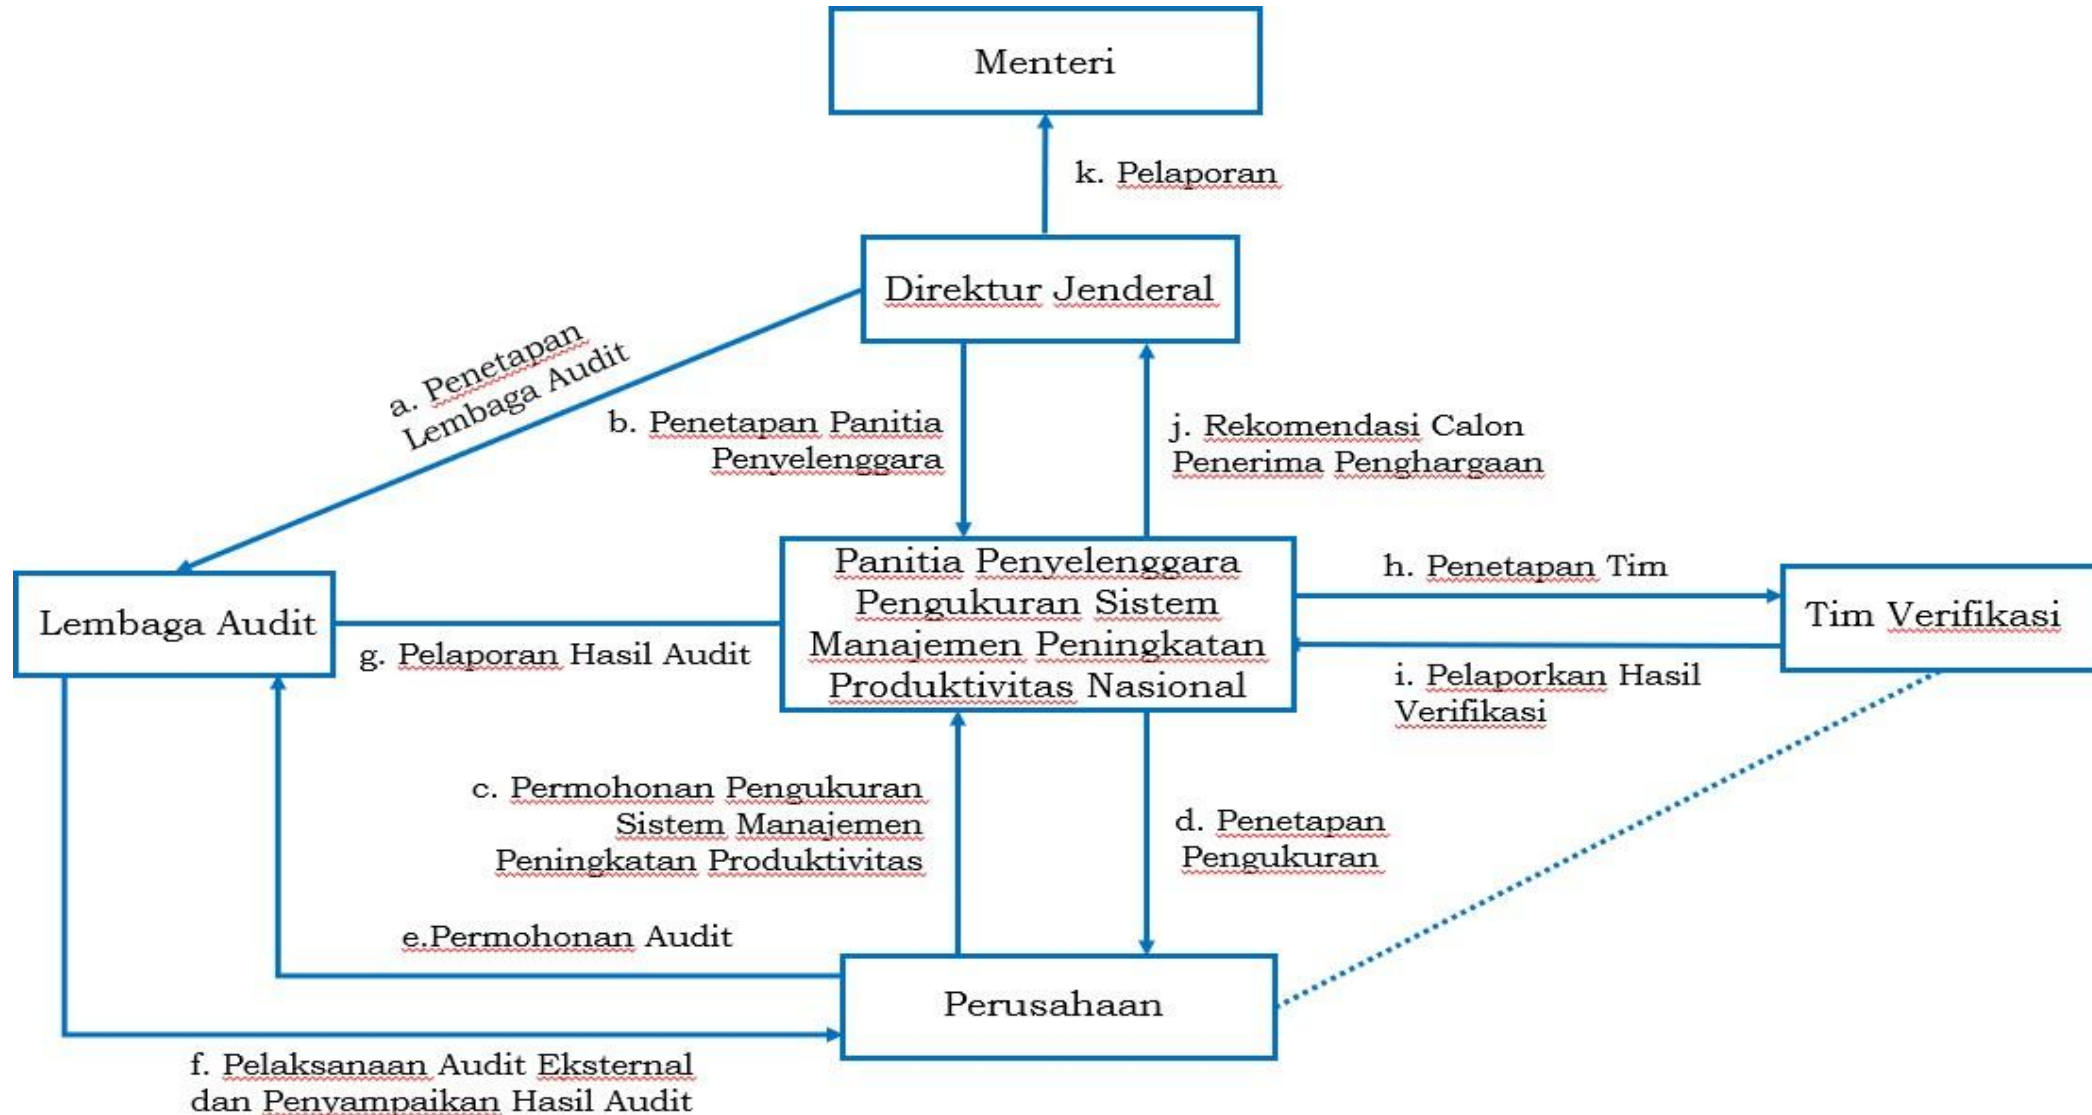 Menteri
k. Pelaporan
Direktur Jenderal
a. Penetapan
Lembaga Audit
b. Penetapan Panitia
Penyelenggara
j. Rekomendasi Calon
Penerima Penghargaan
Lembaga Audit
g. Pelaporan Hasil Audit
Panitia Penyelenggara
Pengukuran Sistem
Manajemen Peningkatan
Produktivitas Nasional
h. Penetapan Tim
Tim Verifikasi
i. Pelaporkan Hasil
Verifikasi
c. Permohonan Pengukuran
Sistem Manajemen
Peningkatan Produktivitas
d. Penetapan
Pengukuran
e.Permohonan Audit
Perusahaan
f. Pelaksanaan Audit Eksternal
dan Penyampaikan Hasil Audit